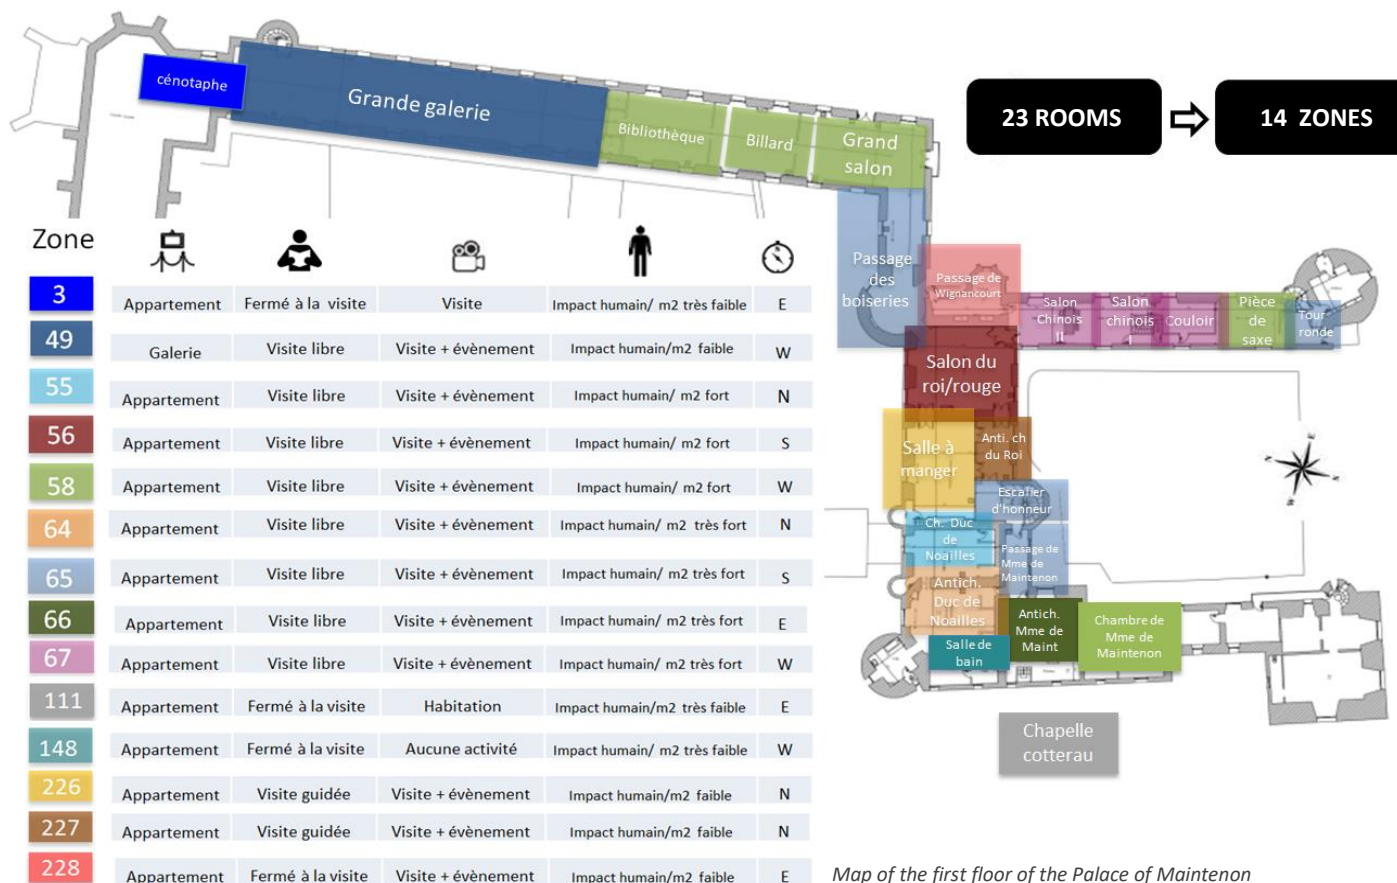 cénotaphe
Grande galerie
Bibliothèque
Billard
Grand
salon
23 ROOMS
14 ZONES
Passage
des
boiseries
Passage de
Wignancourt
Salon
Chinois
II
Salon
chinois
I
Couloir
Pièce
de
saxe
Tour
ronde
Salon du
roi/rouge
Salle à
manger
Anti. ch
du Roi
Escalier
d'honneur
Ch. Duc
de
Noailles
Passage de
Mme de
Maintenon
Antich.
Duc de
Noailles
Antich.
Mme de
Maint
Chambre de
Mme de
Maintenon
Salle de
bain
Chapelle
cotterau
Zone
3 Appartement Fermé à la visite Visite Impact humain/ m2 très faible E
49 Galerie Visite libre Visite + évènement Impact humain/m2 faible W
55 Appartement Visite libre Visite + évènement Impact humain/ m2 fort N
56 Appartement Visite libre Visite + évènement Impact humain/ m2 fort S
58 Appartement Visite libre Visite + évènement Impact humain/ m2 fort W
64 Appartement Visite libre Visite + évènement Impact humain/ m2 très fort N
65 Appartement Visite libre Visite + évènement Impact humain/ m2 très fort S
66 Appartement Visite libre Visite + évènement Impact humain/ m2 très fort E
67 Appartement Visite libre Visite + évènement Impact humain/ m2 très fort W
111 Appartement Fermé à la visite Habitation Impact humain/m2 très faible E
148 Appartement Fermé à la visite Aucune activité Impact humain/ m2 très faible W
226 Appartement Visite guidée Visite + évènement Impact humain/m2 faible N
227 Appartement Visite guidée Visite + évènement Impact humain/m2 faible N
228 Appartement Fermé à la visite Visite + évènement Impact humain/m2 faible E
Map of the first floor of the Palace of Maintenon